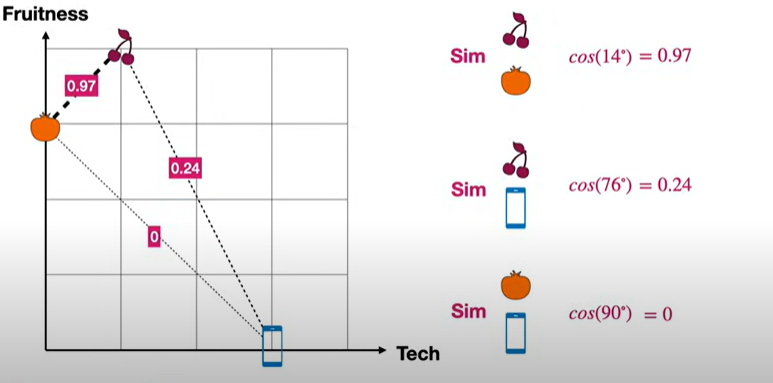 Fruitness
0.97
0.24
0
Tech
Sim
cos(14°) = 0.97
Sim
cos(76°) = 0.24
Sim
cos(90°) = 0